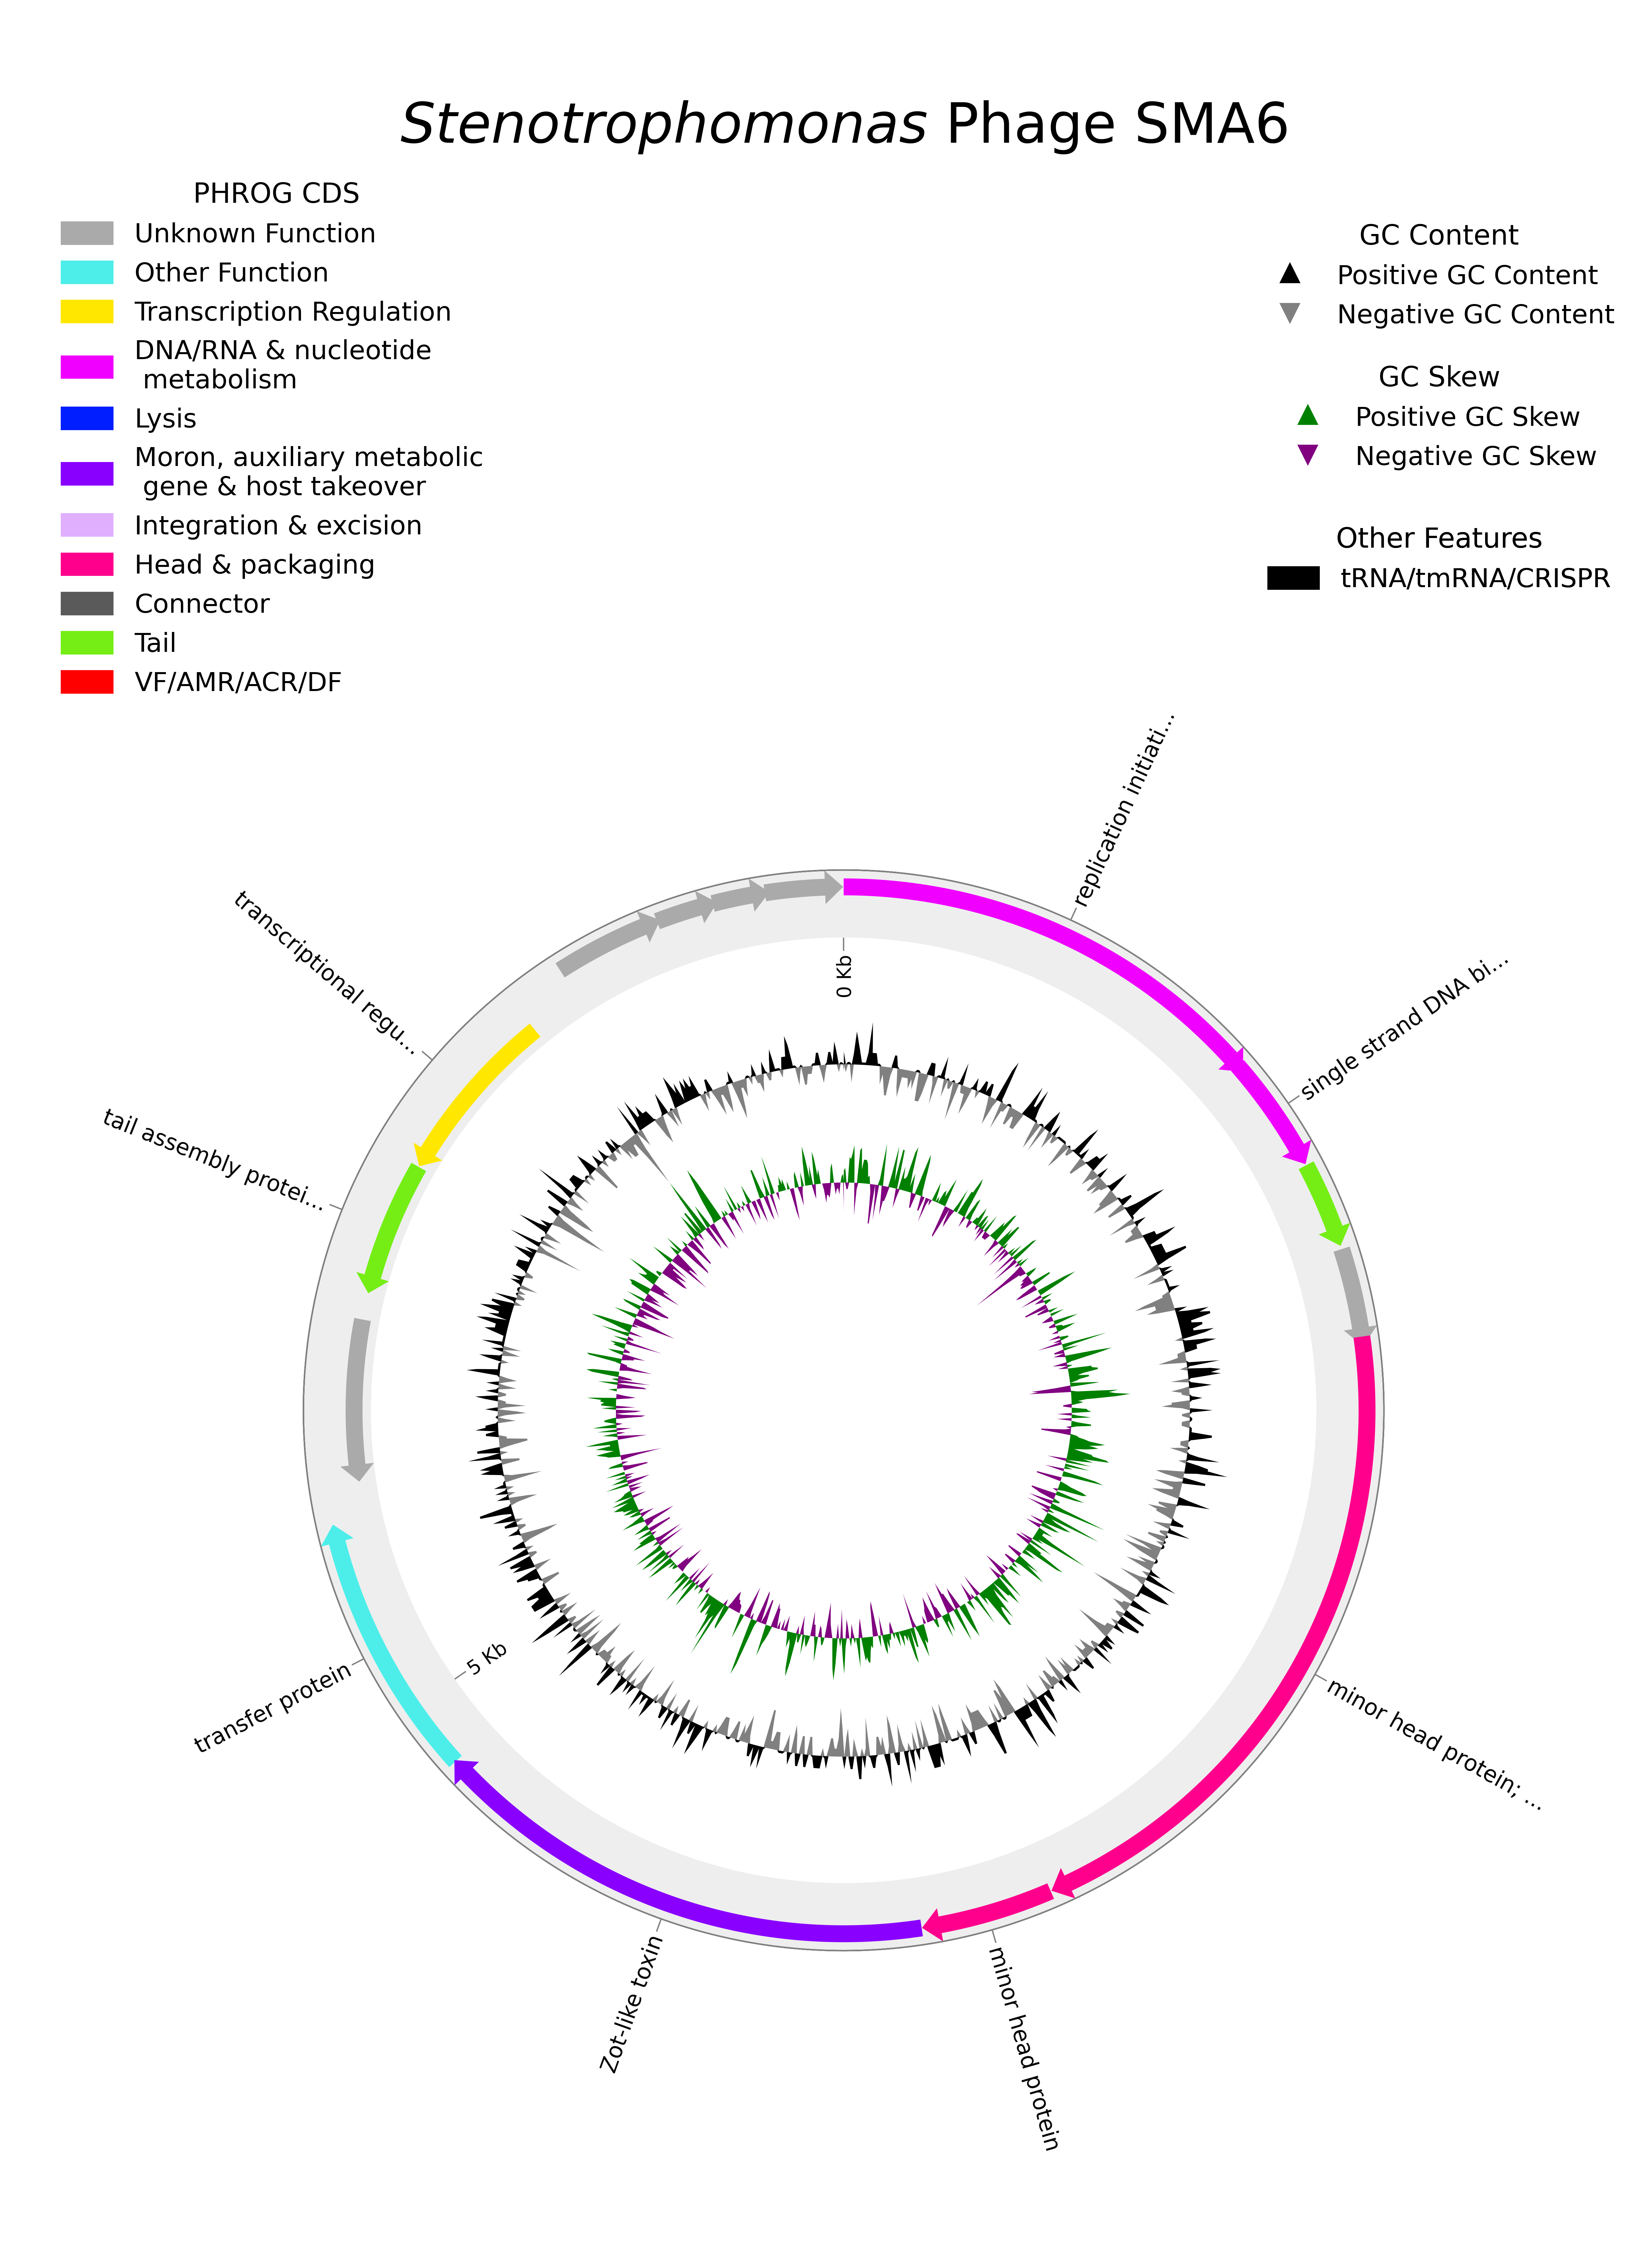 Stenotrophomonas Phage SMA6
PHROG CDS
Unknown Function
Other Function
Transcription Regulation
DNA/RNA & nucleotide
metabolism
Lysis
Moron, auxiliary metabolic
gene & host takeover
Integration & excision
Head & packaging
Connector
Tail
VF/AMR/ACR/DF
GC Content
Positive GC Content
Negative GC Content
GC Skew
Positive GC Skew
Negative GC Skew
Other Features
tRNA/tmRNA/CRISPR
replication initiati...
single strand DNA bi...
minor head protein; ...
minor head protein
Zot-like toxin
transfer protein
tail assembly protei...
transcriptional regu...
0 Kb
5 Kb